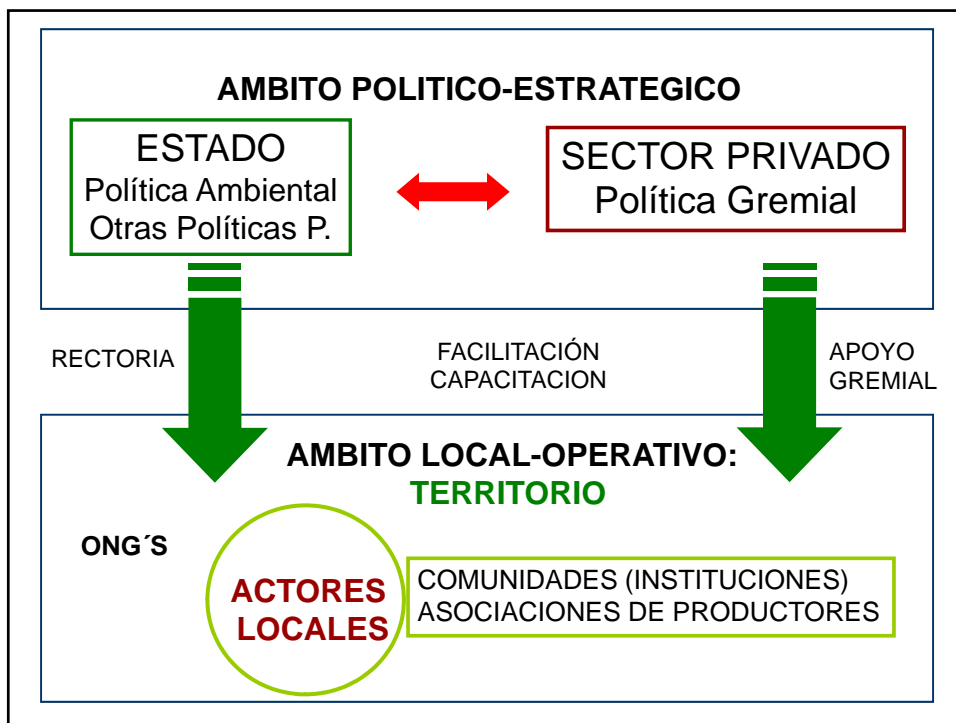 AMBITO POLITICO-ESTRATEGICO
ESTADO
Política Ambiental
Otras Políticas P.
SECTOR PRIVADO
Política Gremial
RECTORIA
FACILITACIÓN
CAPACITACION
APOYO
GREMIAL
AMBITO LOCAL-OPERATIVO:
TERRITORIO
ONG´S
ACTORES
LOCALES
COMUNIDADES (INSTITUCIONES)
ASOCIACIONES DE PRODUCTORES